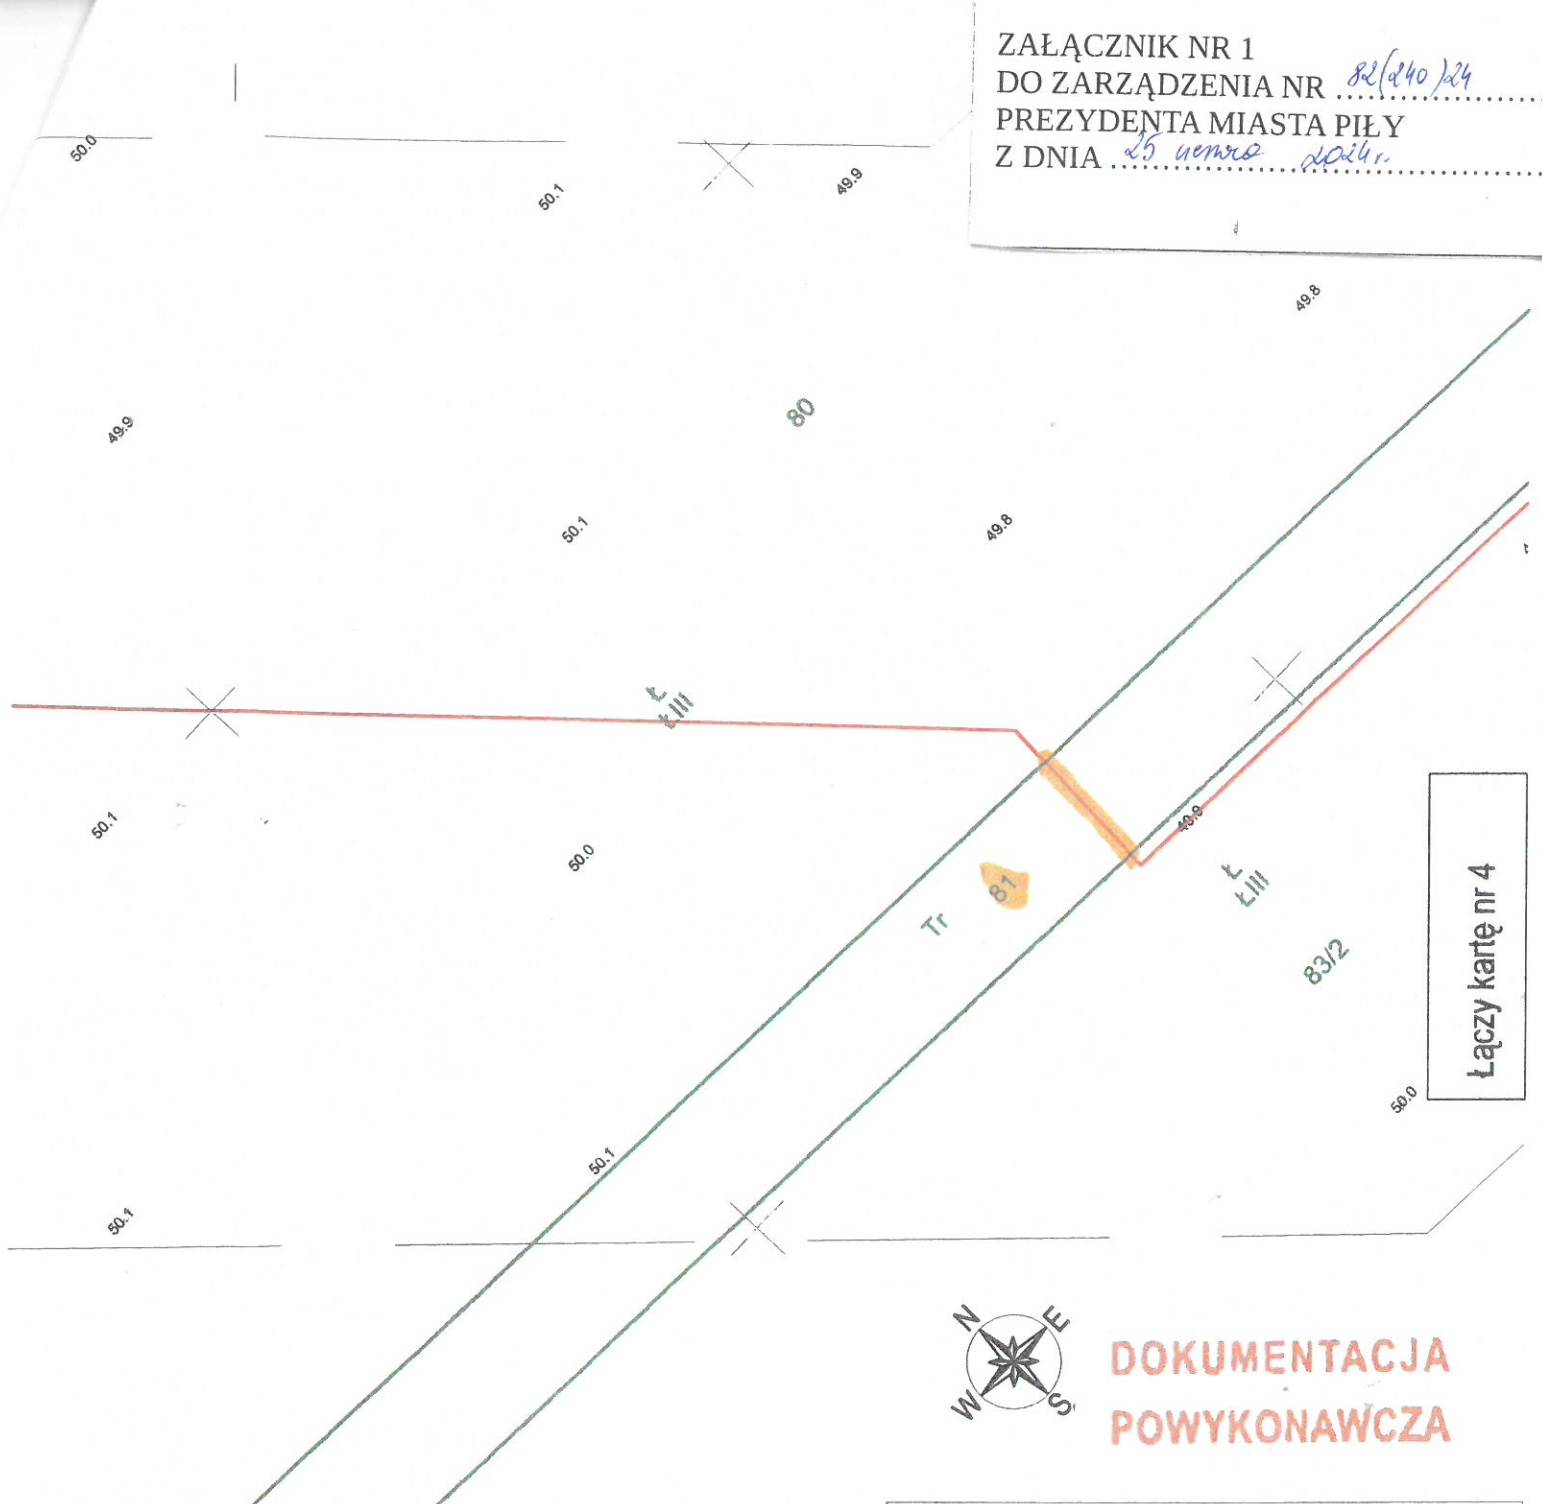 ZAŁĄCZNIK NR 1
DO ZARZĄDZENIA NR 82(240)24
PREZYDENTA MIASTA PIŁY
Z DNIA 25 2024r.
50.0
50.1
49.9
49.8
80
49.9
50.1
49.8
Ł
ŁIII
50.1
50.0
49.9
81
Tr
Ł
ŁIII
83/2
Łączy kartę nr 4
50.0
50.1
50.1
N
E
W
S
DOKUMENTACJA
POWYKONAWCZA